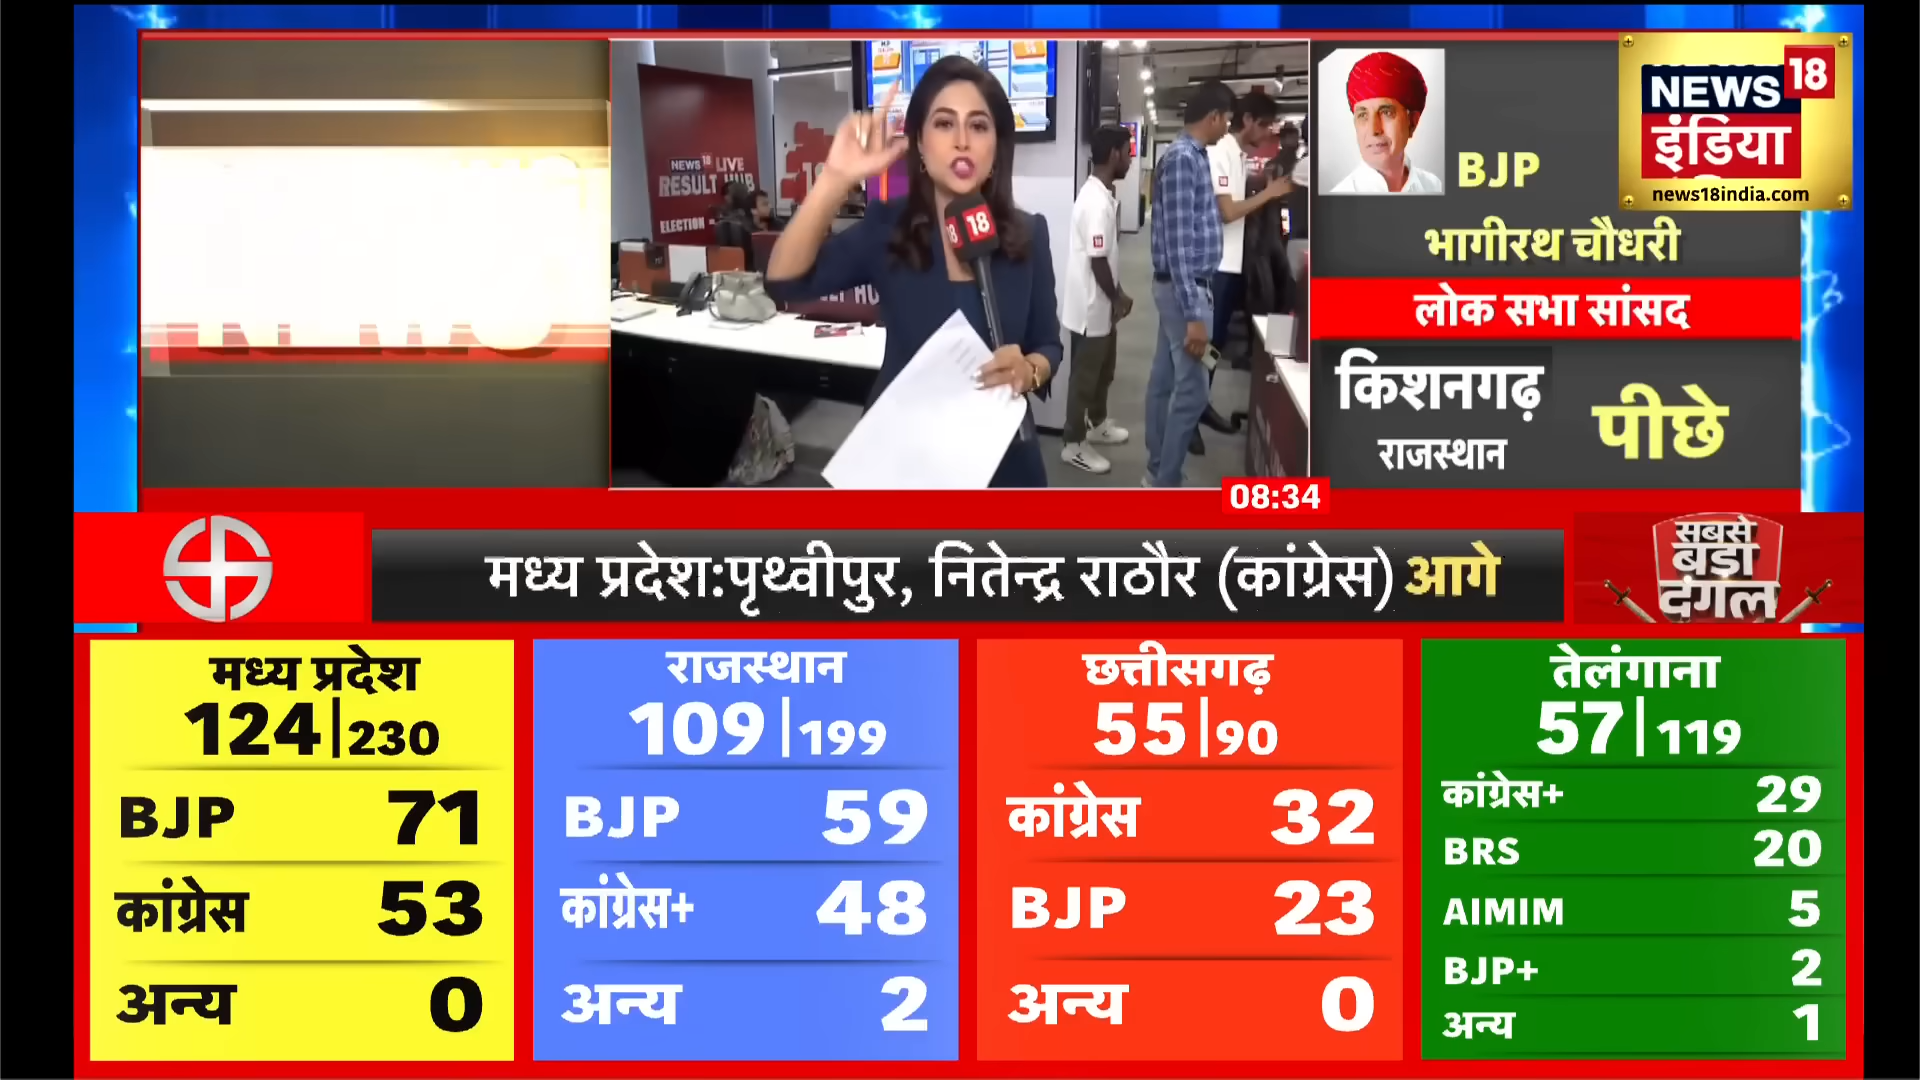 NEWS 18 LIVE
RESULT HUB
ELECTION -
18
18
BJP
भागीरथ चौधरी
लोक सभा सांसद
किशनगढ़
राजस्थान
पीछे
NEWS 18
इंडिया
news18india.com
08:34
मध्य प्रदेश:पृथ्वीपुर, नितेन्द्र राठौर (कांग्रेस) आगे
सबसे
बड़ा
दंगल
मध्य प्रदेश
124|230
BJP 71
कांग्रेस 53
अन्य 0
राजस्थान
109|199
BJP 59
कांग्रेस+ 48
अन्य 2
छत्तीसगढ़
55|90
कांग्रेस 32
BJP 23
अन्य 0
तेलंगाना
57|119
कांग्रेस+ 29
BRS 20
AIMIM 5
BJP+ 2
अन्य 1